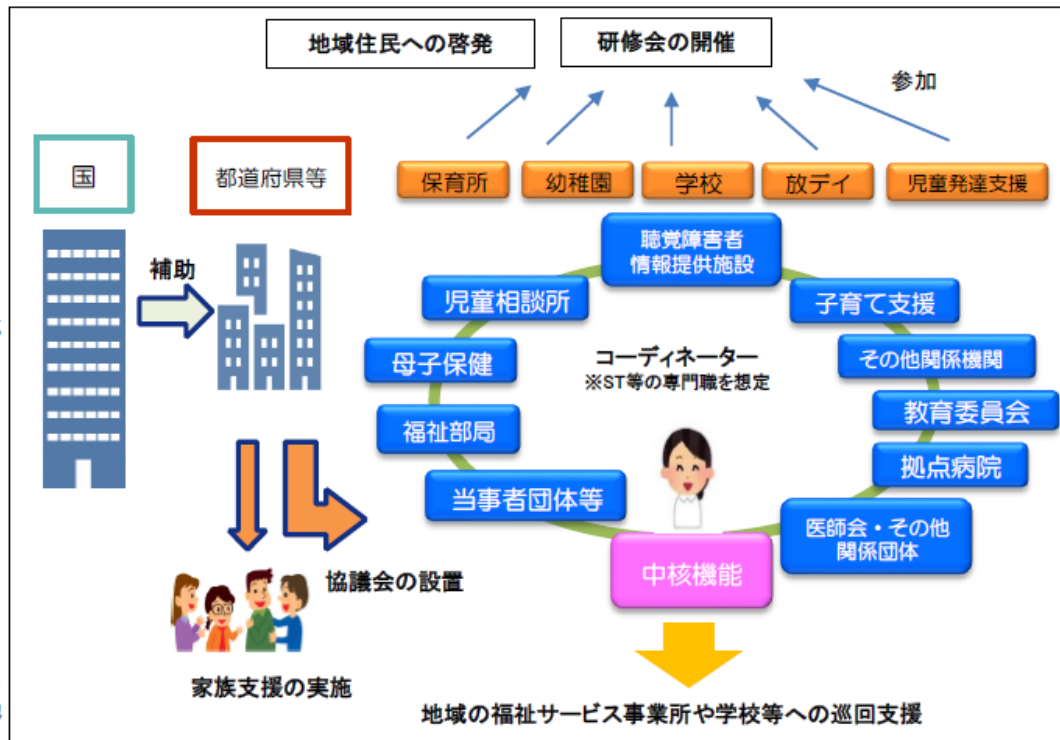 地域住民への啓発
研修会の開催
参加
国
都道府県等
保育所
幼稚園
学校
放デイ
児童発達支援
補助
聴覚障害者
情報提供施設
児童相談所
子育て支援
母子保健
コーディネーター
※ST等の専門職を想定
その他関係機関
福祉部局
教育委員会
拠点病院
当事者団体等
医師会・その他
関係団体
中核機能
協議会の設置
家族支援の実施
地域の福祉サービス事業所や学校等への巡回支援